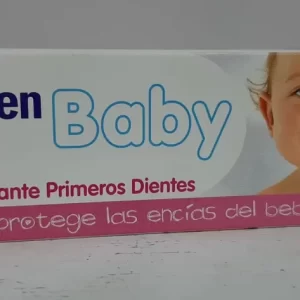 en Baby
ante Primeros Dientes
protege las encías del beb